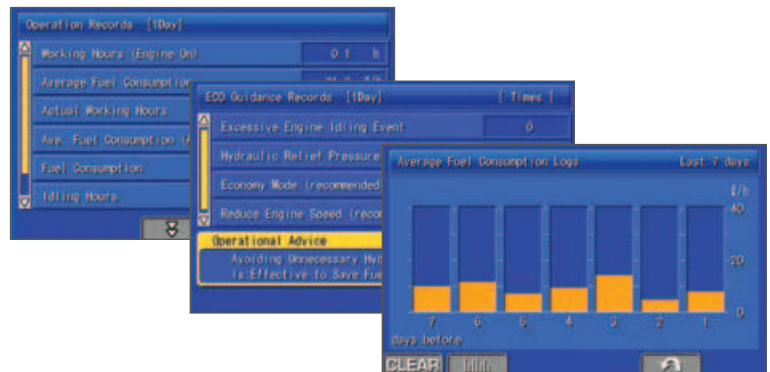 Operation Records [1Day]
Working Hours (Engine On) 0.1 h
Average Fuel Consumption
Actual Working Hours
Ave. Fuel Consumption (A
Fuel Consumption
Idling Hours
ECO Guidance Records [1Day] [ Times ]
Excessive Engine Idling Event 0
Hydraulic Relief Pressure
Economy Mode (recommended
Reduce Engine Speed (recom
Operational Advice
Avoiding Unnecessary Hyd
is Effective to Save Fue
Average Fuel Consumption Logs Last 7 days
ℓ/h
40
20
0
7 6 5 4 3 2 1
days before
CLEAR